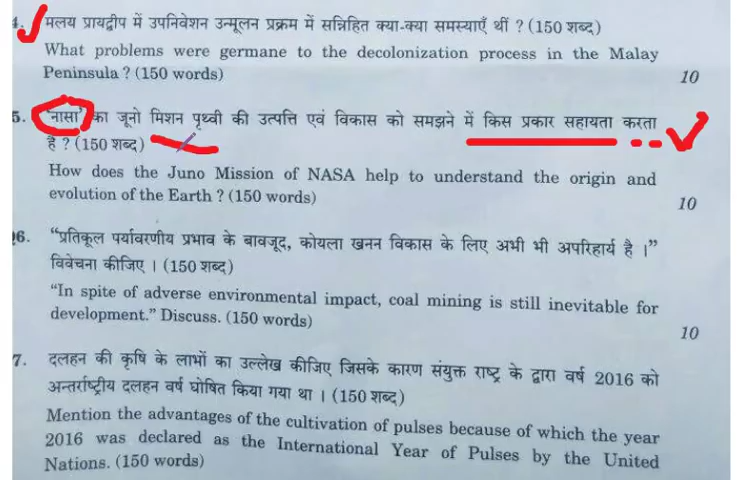 4. मलय प्रायद्वीप में उपनिवेशन उन्मूलन प्रक्रम में सन्निहित क्या-क्या समस्याएँ थीं ? (150 शब्द)
What problems were germane to the decolonization process in the Malay
Peninsula ? (150 words)
10
5. 'नासा' का जूनो मिशन पृथ्वी की उत्पत्ति एवं विकास को समझने में किस प्रकार सहायता करता
है ? (150 शब्द)
How does the Juno Mission of NASA help to understand the origin and
evolution of the Earth ? (150 words)
10
Q6. "प्रतिकूल पर्यावरणीय प्रभाव के बावजूद, कोयला खनन विकास के लिए अभी भी अपरिहार्य है ।"
विवेचना कीजिए । (150 शब्द)
"In spite of adverse environmental impact, coal mining is still inevitable for
development." Discuss. (150 words)
10
7. दलहन की कृषि के लाभों का उल्लेख कीजिए जिसके कारण संयुक्त राष्ट्र के द्वारा वर्ष 2016 को
अन्तर्राष्ट्रीय दलहन वर्ष घोषित किया गया था । (150 शब्द)
Mention the advantages of the cultivation of pulses because of which the year
2016 was declared as the International Year of Pulses by the United
Nations. (150 words)